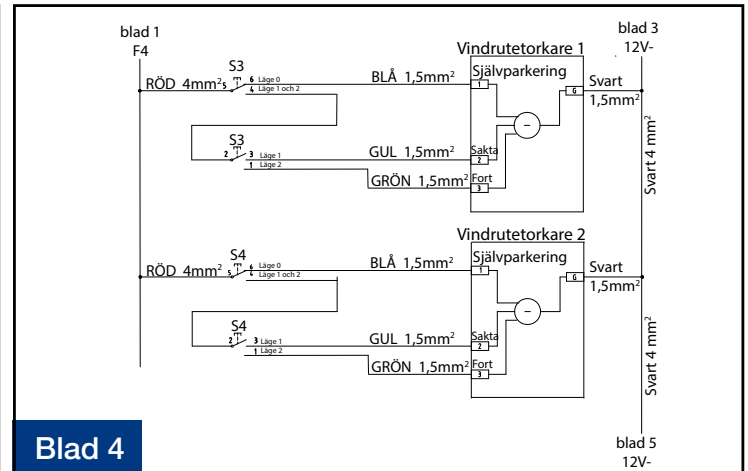 blad 1
F4
blad 3
12V-
Vindrutetorkare 1
S3
RÖD 4mm²
5
6 Läge 0
4 Läge 1 och 2
BLÅ 1,5mm²
Självparkering
1
G
Svart
1,5mm²
S3
2
3 Läge 1
1 Läge 2
GUL 1,5mm²
Sakta
2
GRÖN 1,5mm²
Fort
3
Svart 4 mm²
Vindrutetorkare 2
S4
RÖD 4mm²
5
6 Läge 0
4 Läge 1 och 2
BLÅ 1,5mm²
Självparkering
1
G
Svart
1,5mm²
S4
2
3 Läge 1
1 Läge 2
GUL 1,5mm²
Sakta
2
GRÖN 1,5mm²
Fort
3
Svart 4 mm²
Blad 4
blad 5
12V-